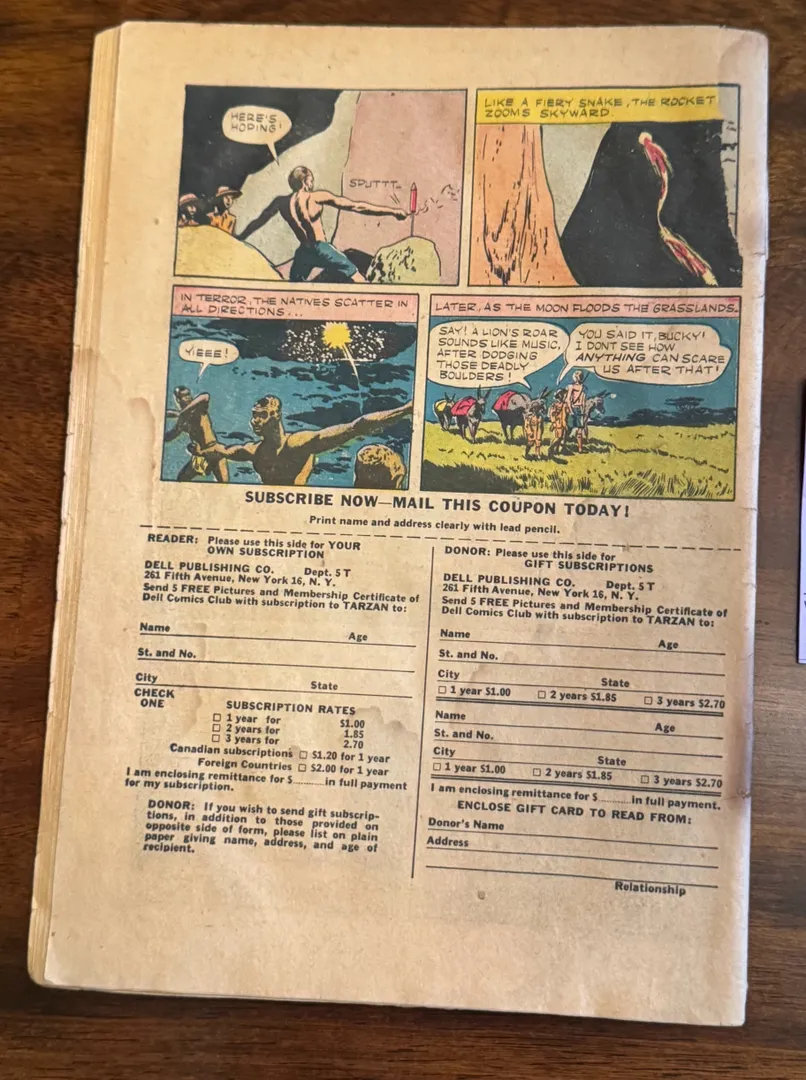 HERE'S
HOPING!
SPUTTT..
LIKE A FIERY SNAKE, THE ROCKET
ZOOMS SKYWARD.
IN TERROR, THE NATIVES SCATTER IN
ALL DIRECTIONS...
YIEEE!
LATER, AS THE MOON FLOODS THE GRASSLANDS..
SAY! A LION'S ROAR
SOUNDS LIKE MUSIC,
AFTER DODGING
THOSE DEADLY
BOULDERS!
YOU SAID IT, BUCKY!
I DONT SEE HOW
ANYTHING CAN SCARE
US AFTER THAT!
SUBSCRIBE NOW—MAIL THIS COUPON TODAY!
Print name and address clearly with lead pencil.
READER: Please use this side for YOUR
OWN SUBSCRIPTION
DELL PUBLISHING CO. Dept. 5 T
261 Fifth Avenue, New York 16, N. Y.
Send 5 FREE Pictures and Membership Certificate of
Dell Comics Club with subscription to TARZAN to:
Name
Age
St. and No.
City
State
CHECK
ONE
SUBSCRIPTION RATES
1 year for $1.00
2 years for 1.85
3 years for 2.70
Canadian subscriptions $1.20 for 1 year
Foreign Countries $2.00 for 1 year
I am enclosing remittance for $..........in full payment
for my subscription.
DONOR: If you wish to send gift subscrip-
tions, in addition to those provided on
opposite side of form, please list on plain
paper giving name, address, and age of
recipient.
DONOR: Please use this side for
GIFT SUBSCRIPTIONS
DELL PUBLISHING CO. Dept. 5 T
261 Fifth Avenue, New York 16, N. Y.
Send 5 FREE Pictures and Membership Certificate of
Dell Comics Club with subscription to TARZAN to:
Name
Age
St. and No.
City
State
1 year $1.00 2 years $1.85 3 years $2.70
Name
Age
St. and No.
City
State
1 year $1.00 2 years $1.85 3 years $2.70
I am enclosing remittance for $..........in full payment.
ENCLOSE GIFT CARD TO READ FROM:
Donor's Name
Address
Relationship